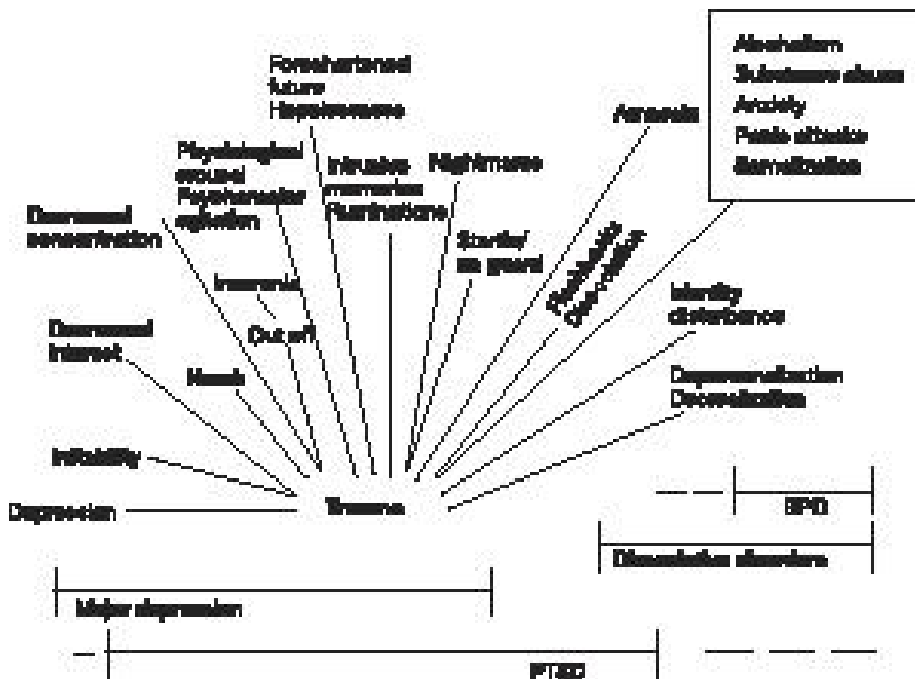 Foreshortened
future
Hopelessness
Amnesia
Alcoholism
Substance abuse
Anxiety
Panic attacks
Somatization
Physiological
arousal
Psychomotor
agitation
Intrusive
memories
Ruminations
Nightmares
Decreased
concentration
Startle/
on guard
Flashbacks
Dissociation
Insomnia
Identity
disturbance
Decreased
interest
Cut off
Numb
Depersonalization
Derealization
Irritability
Depression
Trauma
BPD
Dissociative disorders
Major depression
PTSD